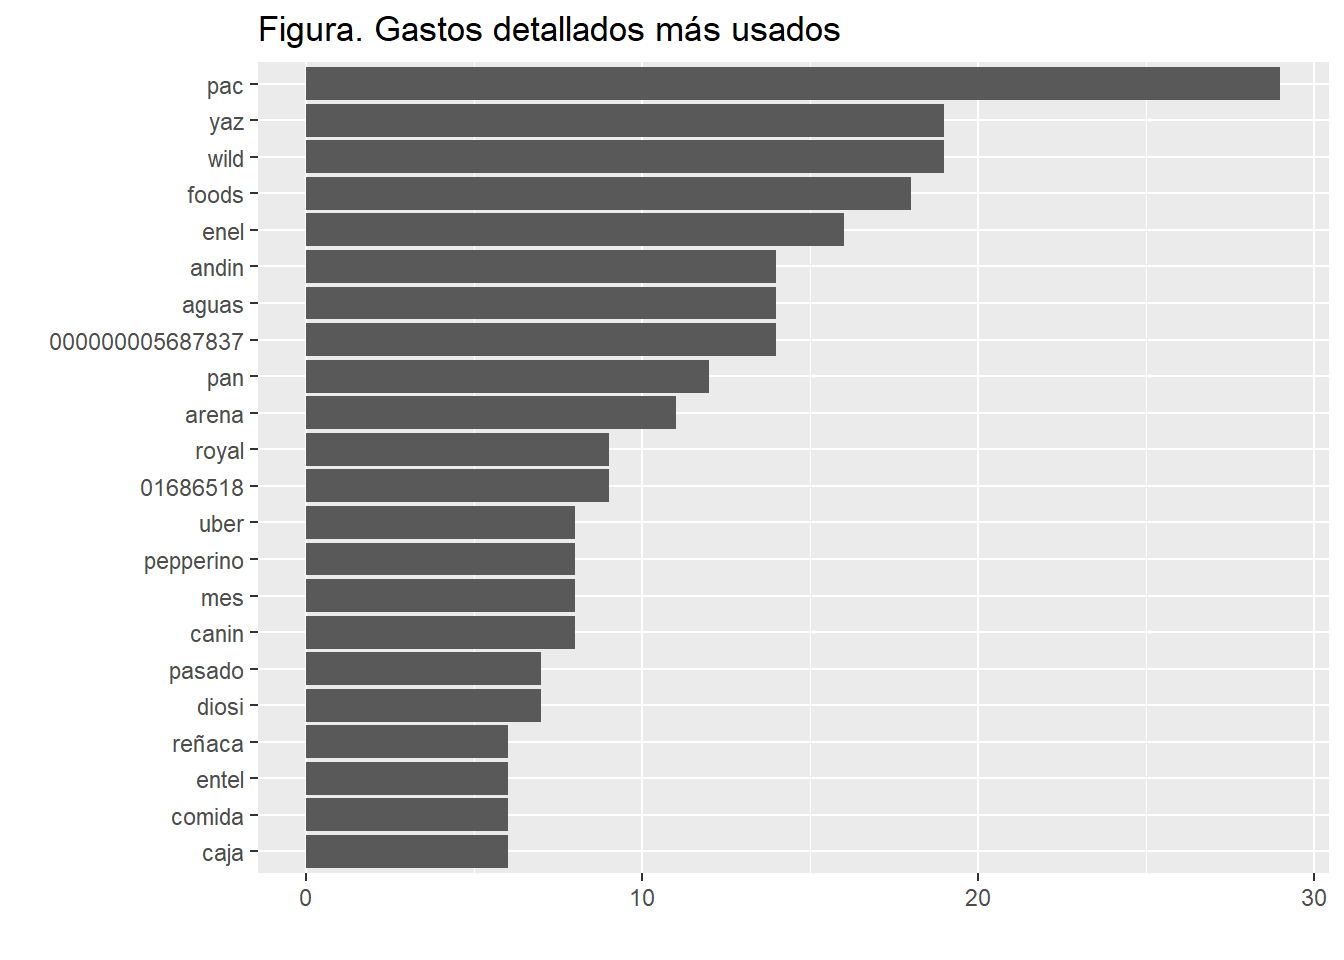 Figura. Gastos detallados más usados
pac
yaz
wild
foods
enel
andin
aguas
000000005687837
pan
arena
royal
01686518
uber
pepperino
mes
canin
pasado
diosi
reñaca
entel
comida
caja
0 10 20 30